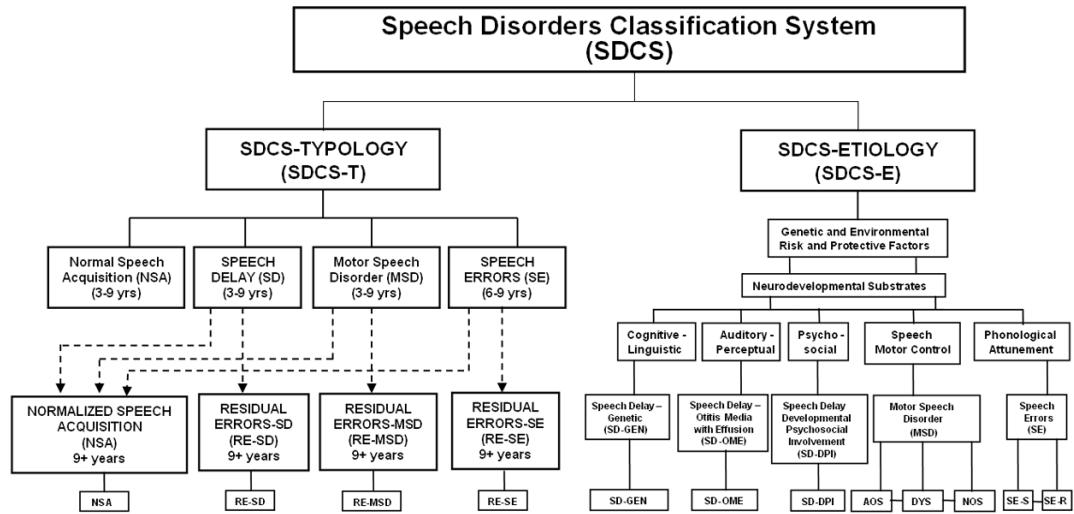 Speech Disorders Classification System
(SDCS)
SDCS-TYPOLOGY
(SDCS-T)
SDCS-ETIOLOGY
(SDCS-E)
Genetic and Environmental
Risk and Protective Factors
Neurodevelopmental Substrates
Normal Speech
Acquisition (NSA)
(3-9 yrs)
SPEECH
DELAY (SD)
(3-9 yrs)
Motor Speech
Disorder (MSD)
(3-9 yrs)
SPEECH
ERRORS (SE)
(6-9 yrs)
Cognitive -
Linguistic
Auditory -
Perceptual
Psycho -
social
Speech
Motor Control
Phonological
Attunement
NORMALIZED SPEECH
ACQUISITION
(NSA)
9+ years
RESIDUAL
ERRORS-SD
(RE-SD)
9+ years
RESIDUAL
ERRORS-MSD
(RE-MSD)
9+ years
RESIDUAL
ERRORS-SE
(RE-SE)
9+ years
Speech Delay –
Genetic
(SD-GEN)
Speech Delay –
Otitis Media
with Effusion
(SD-OME)
Speech Delay
Developmental
Psychosocial
Involvement
(SD-DPI)
Motor Speech
Disorder
(MSD)
Speech
Errors
(SE)
NSA
RE-SD
RE-MSD
RE-SE
SD-GEN
SD-OME
SD-DPI
AOS
DYS
NOS
SE-S
SE-R